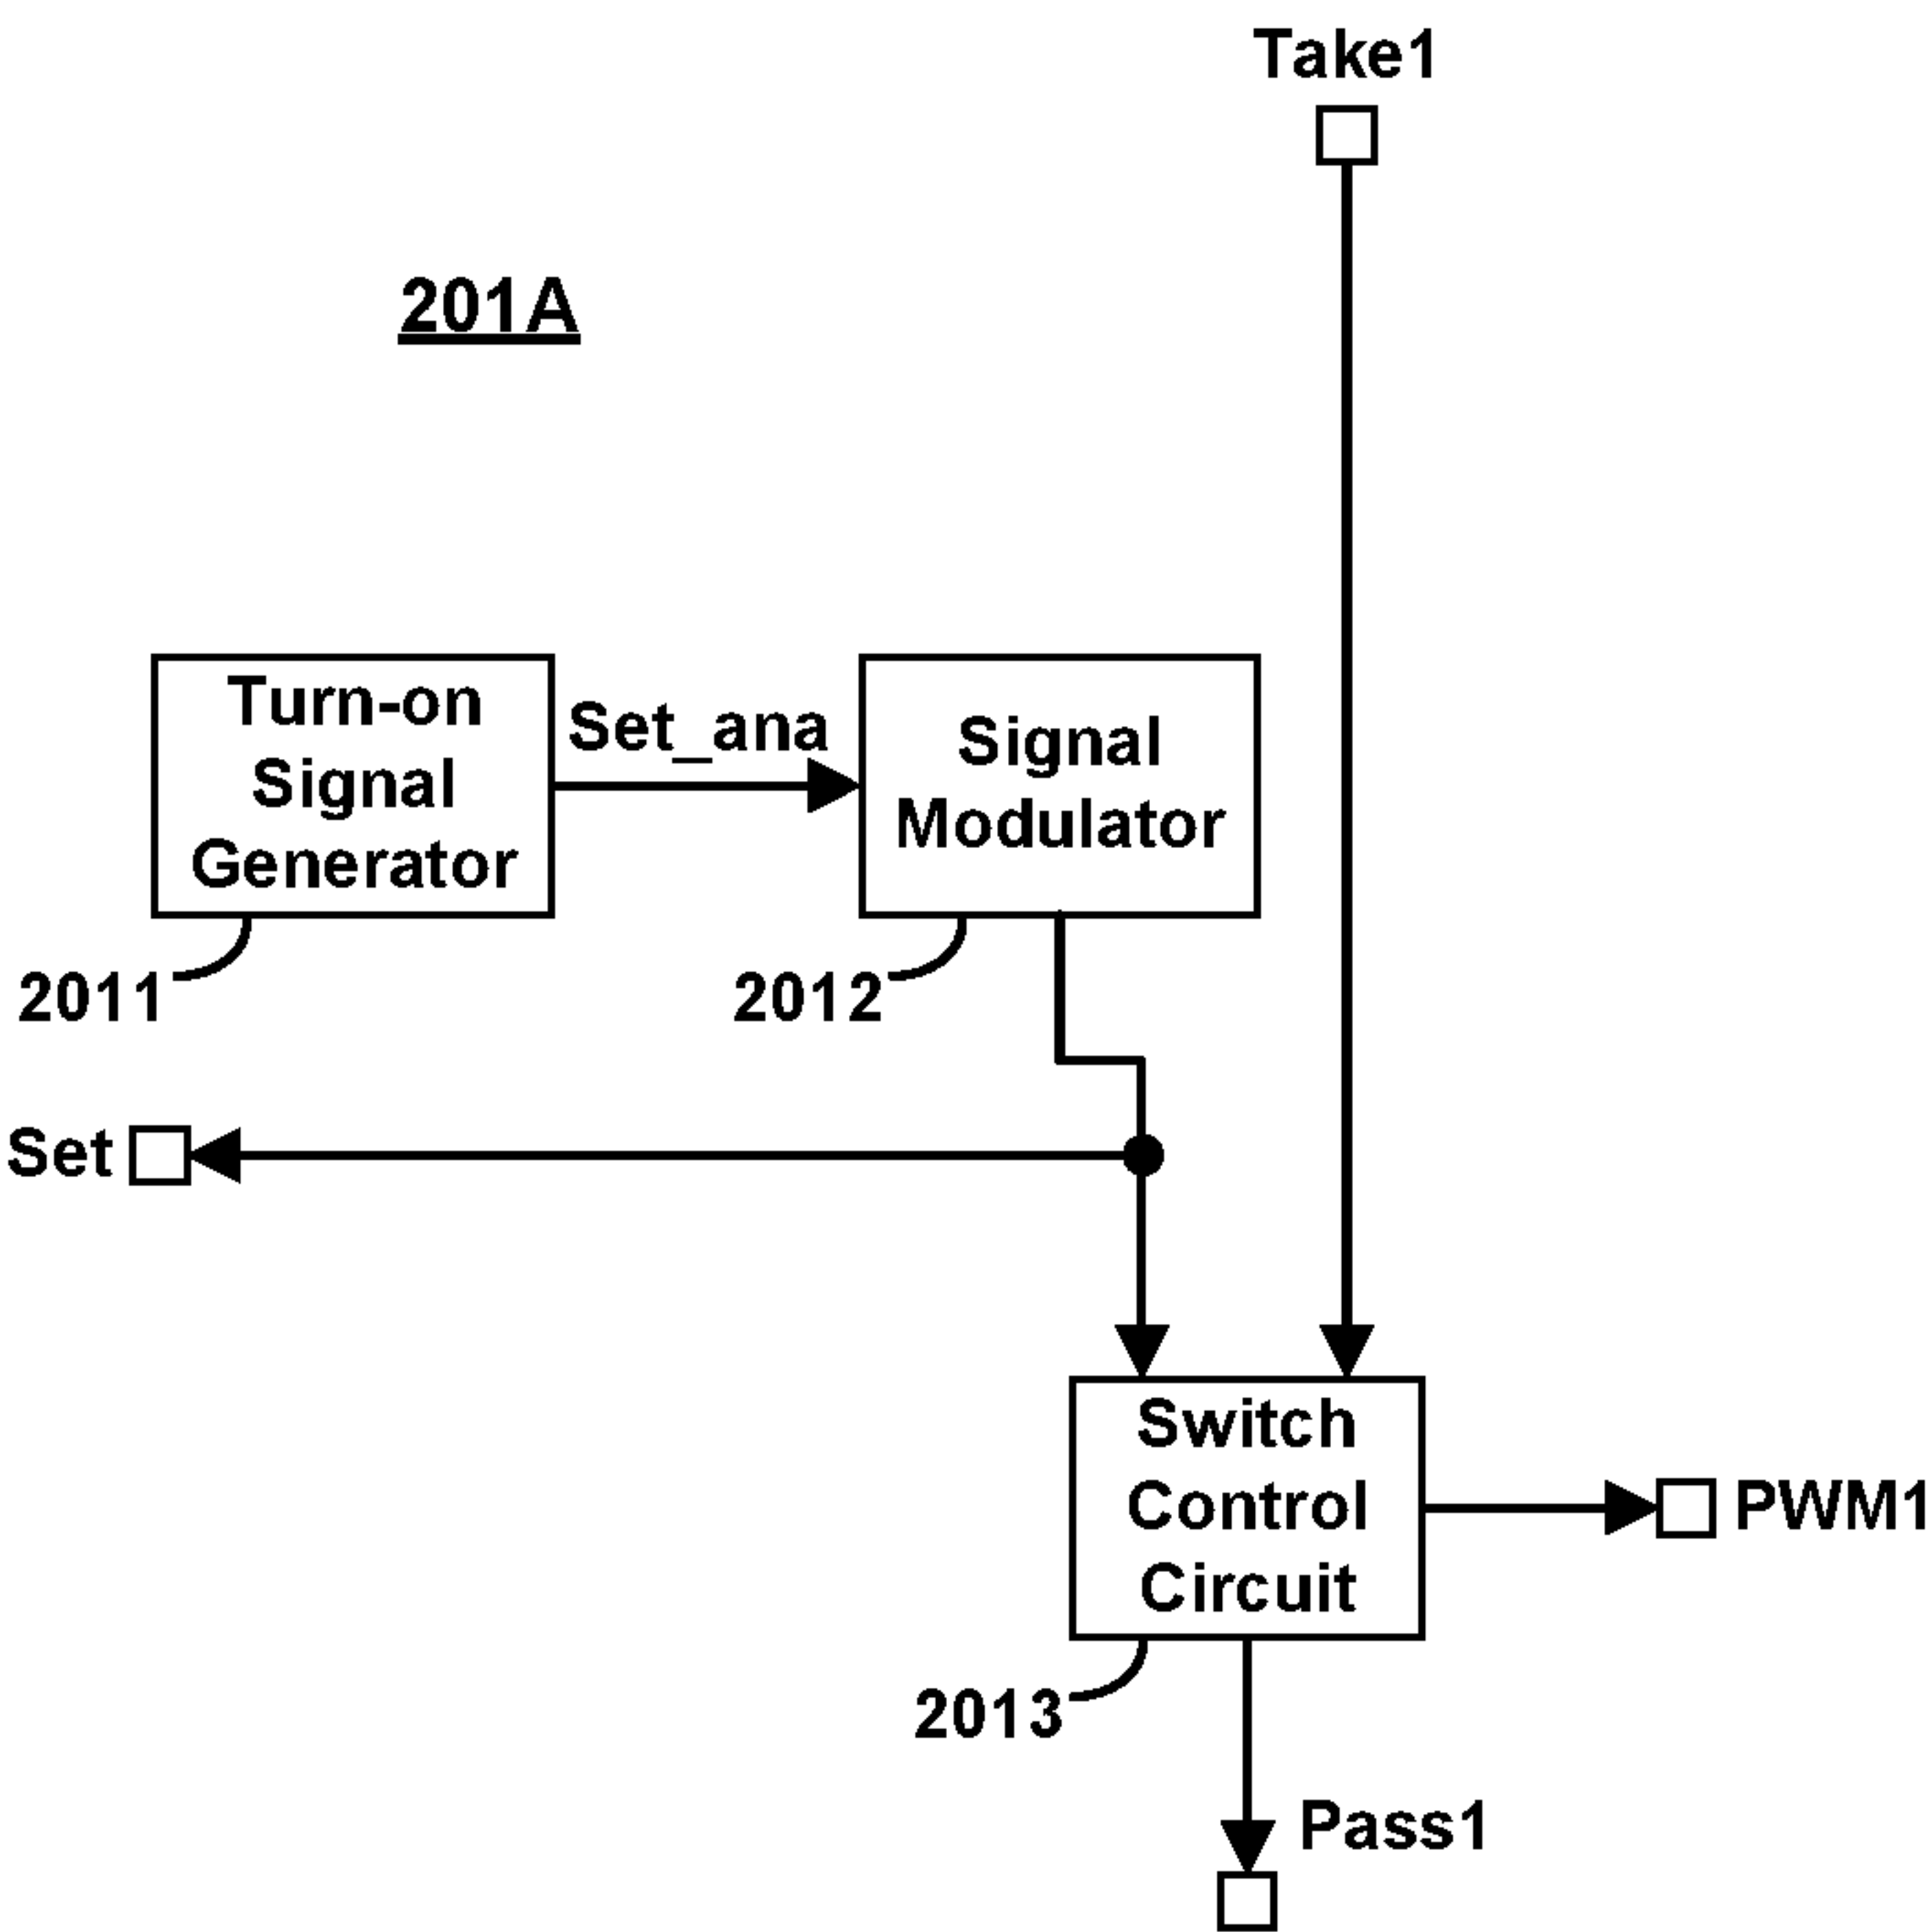 Take1
201A
Turn-on
Signal
Generator
Set_ana
Signal
Modulator
2011
2012
Set
Switch
Control
Circuit
PWM1
2013
Pass1